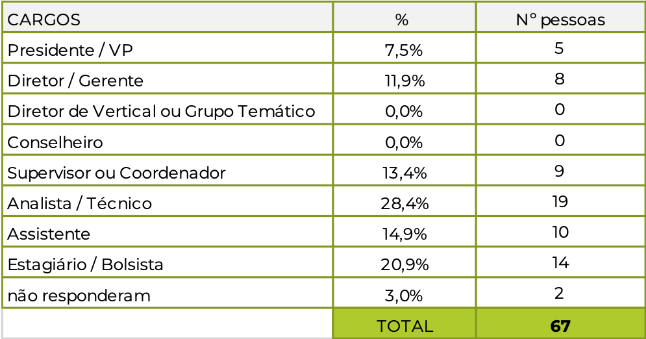 CARGOS % Nº pessoas
Presidente / VP 7,5% 5
Diretor / Gerente 11,9% 8
Diretor de Vertical ou Grupo Temático 0,0% 0
Conselheiro 0,0% 0
Supervisor ou Coordenador 13,4% 9
Analista / Técnico 28,4% 19
Assistente 14,9% 10
Estagiário / Bolsista 20,9% 14
não responderam 3,0% 2
TOTAL 67